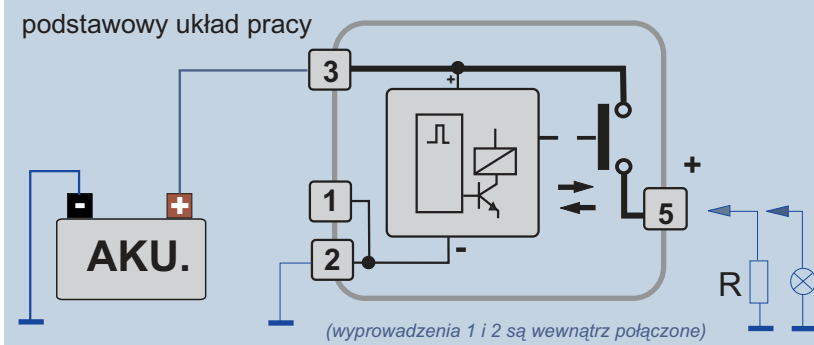 podstawowy układ pracy
3
+
1
2
-
5
+
- +
AKU.
R
(wyprowadzenia 1 i 2 są wewnątrz połączone)